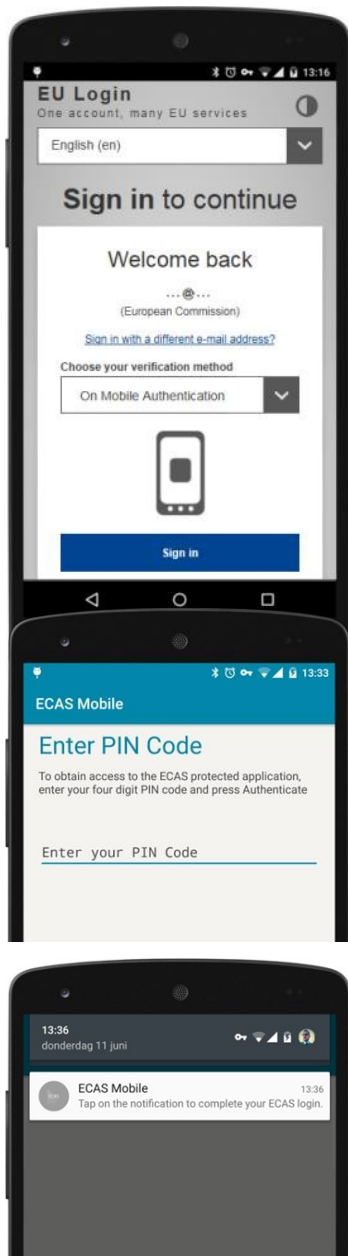 13:16
EU Login
One account, many EU services
English (en)
Sign in to continue
Welcome back
...@...
(European Commission)
Sign in with a different e-mail address?
Choose your verification method
On Mobile Authentication
Sign in
13:33
ECAS Mobile
Enter PIN Code
To obtain access to the ECAS protected application,
enter your four digit PIN code and press Authenticate
Enter your PIN Code
13:36
donderdag 11 juni
ECAS Mobile 13:36
Tap on the notification to complete your ECAS login.